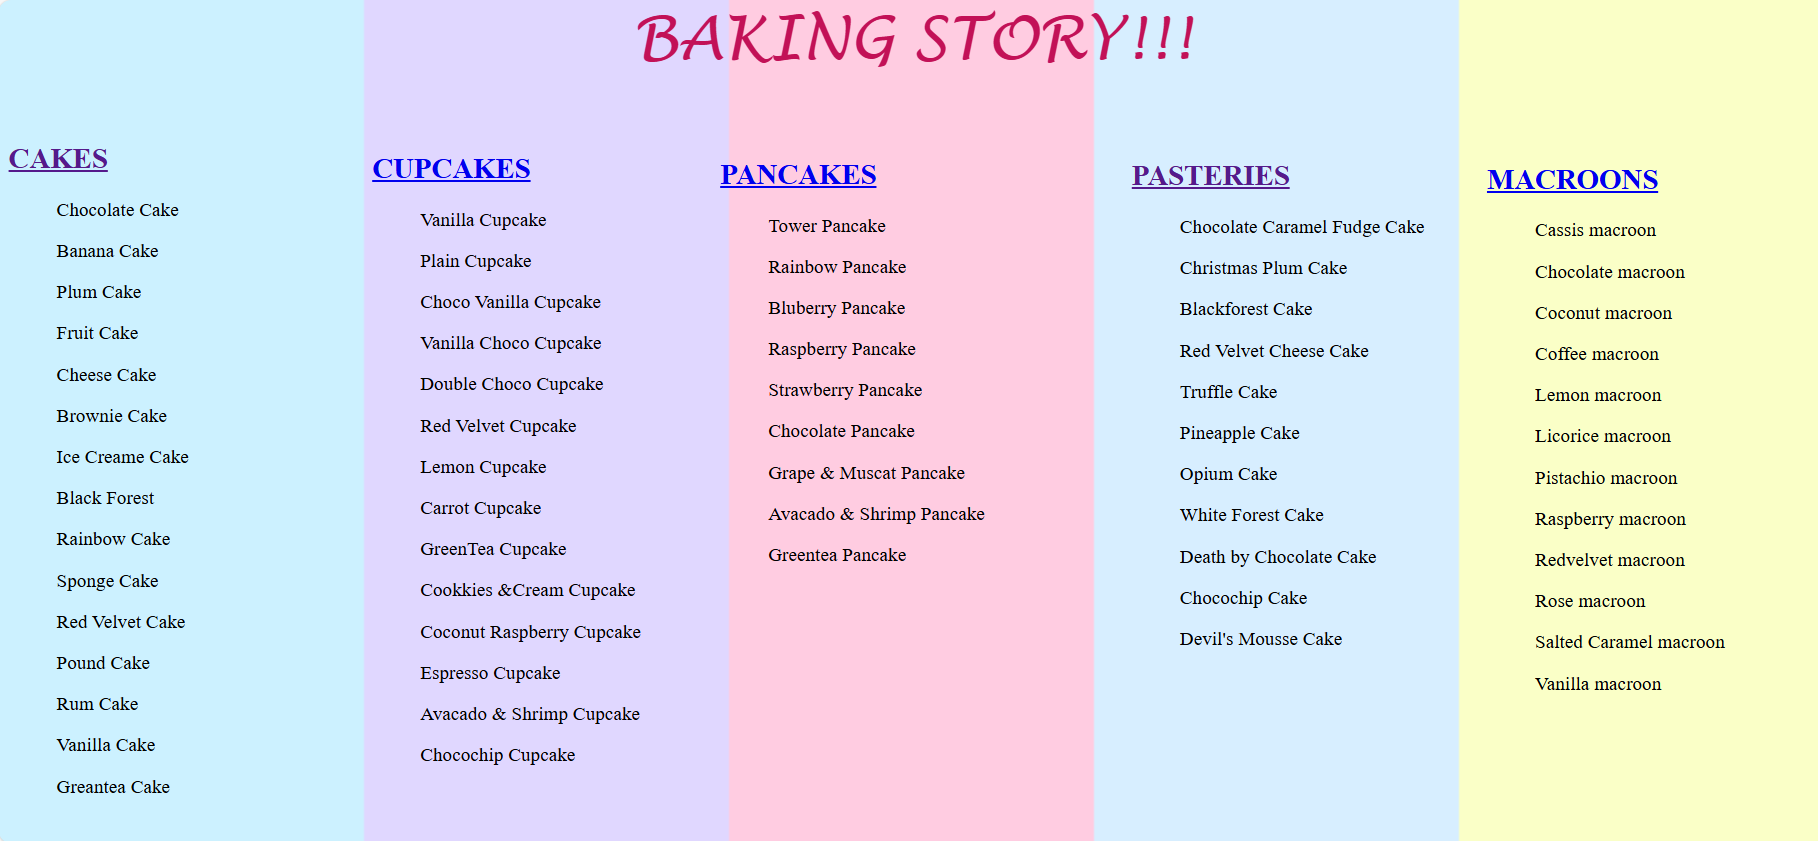 BAKING STORY!!!
CAKES
Chocolate Cake
Banana Cake
Plum Cake
Fruit Cake
Cheese Cake
Brownie Cake
Ice Creame Cake
Black Forest
Rainbow Cake
Sponge Cake
Red Velvet Cake
Pound Cake
Rum Cake
Vanilla Cake
Greantea Cake
CUPCAKES
Vanilla Cupcake
Plain Cupcake
Choco Vanilla Cupcake
Vanilla Choco Cupcake
Double Choco Cupcake
Red Velvet Cupcake
Lemon Cupcake
Carrot Cupcake
GreenTea Cupcake
Cookkies &Cream Cupcake
Coconut Raspberry Cupcake
Espresso Cupcake
Avacado & Shrimp Cupcake
Chocochip Cupcake
PANCAKES
Tower Pancake
Rainbow Pancake
Bluberry Pancake
Raspberry Pancake
Strawberry Pancake
Chocolate Pancake
Grape & Muscat Pancake
Avacado & Shrimp Pancake
Greentea Pancake
PASTERIES
Chocolate Caramel Fudge Cake
Christmas Plum Cake
Blackforest Cake
Red Velvet Cheese Cake
Truffle Cake
Pineapple Cake
Opium Cake
White Forest Cake
Death by Chocolate Cake
Chocochip Cake
Devil's Mousse Cake
MACROONS
Cassis macroon
Chocolate macroon
Coconut macroon
Coffee macroon
Lemon macroon
Licorice macroon
Pistachio macroon
Raspberry macroon
Redvelvet macroon
Rose macroon
Salted Caramel macroon
Vanilla macroon